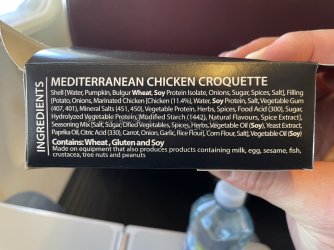 INGREDIENTS
MEDITERRANEAN CHICKEN CROQUETTE
Shell [Water, Pumpkin, Bulgur Wheat, Soy Protein Isolate, Onions, Sugar, Spices, Salt], Filling
[Potato, Onions, Marinated Chicken [Chicken (11.4%), Water, Soy Protein, Salt, Vegetable Gum
(407, 401), Mineral Salts (451, 450), Vegetable Protein, Herbs, Spices, Food Acid (300), Sugar,
Hydrolyzed Vegetable Protein, Modified Starch (1442), Natural Flavours, Spice Extract],
Seasoning Mix [Salt, Sugar, Dried Vegetables, Spices, Herbs, Vegetable Oil (Soy), Yeast Extract,
Paprika Oil, Citric Acid (330), Carrot, Onion, Garlic, Rice Flour], Corn Flour, Salt], Vegetable Oil (Soy)
Contains: Wheat, Gluten and Soy
Made on equipment that also produces products containing milk, egg, sesame, fish,
crustacea, tree nuts and peanuts